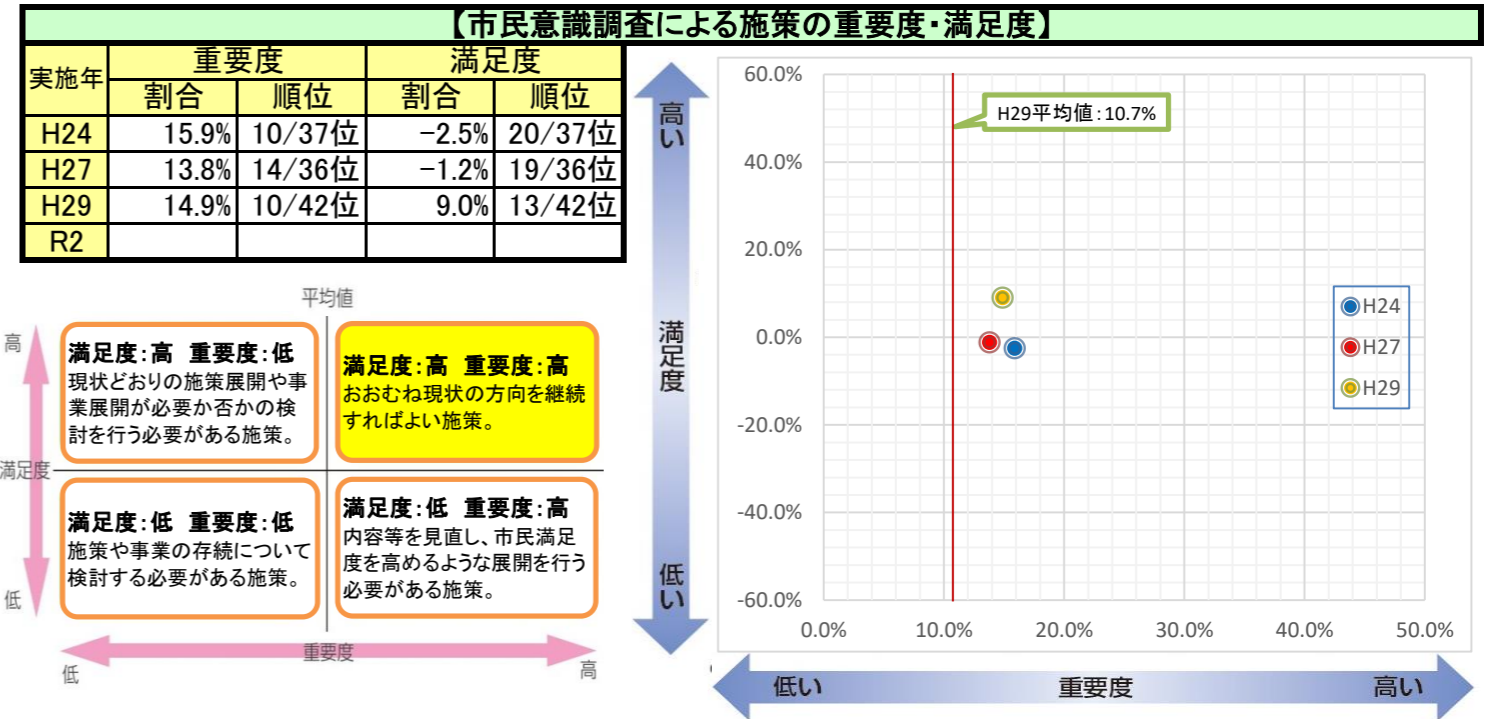 【市民意識調査による施策の重要度･満足度】
実施年 重要度 満足度
割合 順位 割合 順位
H24 15.9% 10/37位 −2.5% 20/37位
H27 13.8% 14/36位 −1.2% 19/36位
H29 14.9% 10/42位 9.0% 13/42位
R2
平均値
高
満足度
低
満足度：高 重要度：低
現状どおりの施策展開や事
業展開が必要か否かの検
討を行う必要がある施策。
満足度：高 重要度：高
おおむね現状の方向を継続
すればよい施策。
満足度：低 重要度：低
施策や事業の存続について
検討する必要がある施策。
満足度：低 重要度：高
内容等を見直し、市民満足
度を高めるような展開を行う
必要がある施策。
低 重要度 高
高い
満足度
低い
60.0%
40.0%
20.0%
0.0%
-20.0%
-40.0%
-60.0%
H29平均値：10.7%
H24
H27
H29
0.0% 10.0% 20.0% 30.0% 40.0% 50.0%
低い 重要度 高い